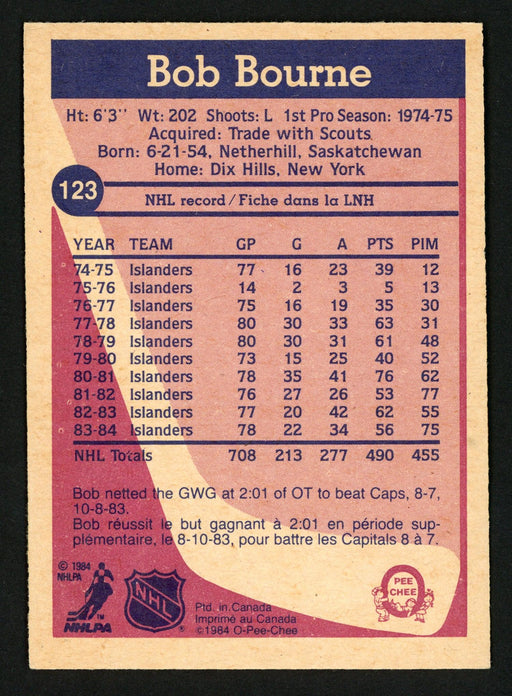 Bob Bourne
Ht: 6'3'' Wt: 202 Shoots: L 1st Pro Season: 1974-75
Acquired: Trade with Scouts.
Born: 6-21-54, Netherhill, Saskatchewan
Home: Dix Hills, New York
123
NHL record/Fiche dans la LNH
YEAR TEAM GP G A PTS PIM
74-75 Islanders 77 16 23 39 12
75-76 Islanders 14 2 3 5 13
76-77 Islanders 75 16 19 35 30
77-78 Islanders 80 30 33 63 31
78-79 Islanders 80 30 31 61 48
79-80 Islanders 73 15 25 40 52
80-81 Islanders 78 35 41 76 62
81-82 Islanders 76 27 26 53 77
82-83 Islanders 77 20 42 62 55
83-84 Islanders 78 22 34 56 75
NHL Totals 708 213 277 490 455
Bob netted the GWG at 2:01 of OT to beat Caps, 8-7,
10-8-83.
Bob réussit le but gagnant à 2:01 en période sup-
plémentaire, le 8-10-83, pour battre les Capitals 8 à 7.
© 1984
NHLPA
NHLPA
TM
NHL
®
Ptd. in Canada
Imprimé au Canada
©1984 O-Pee-Chee
PEE
CHEE